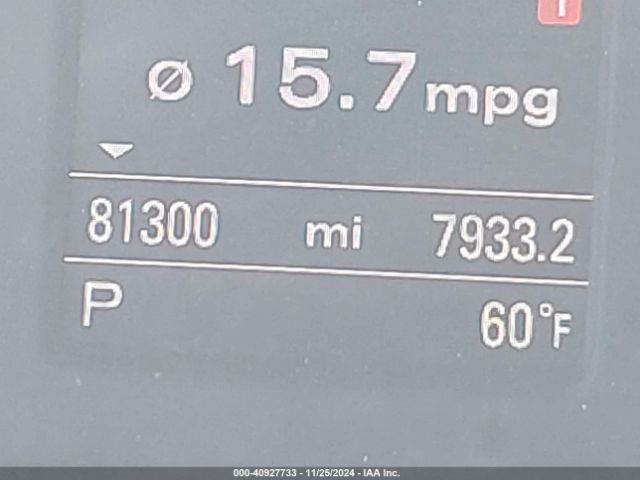 ø 15.7 mpg
81300 mi 7933.2
P 60°F
000-40927733 - 11/25/2024 - IAA Inc.